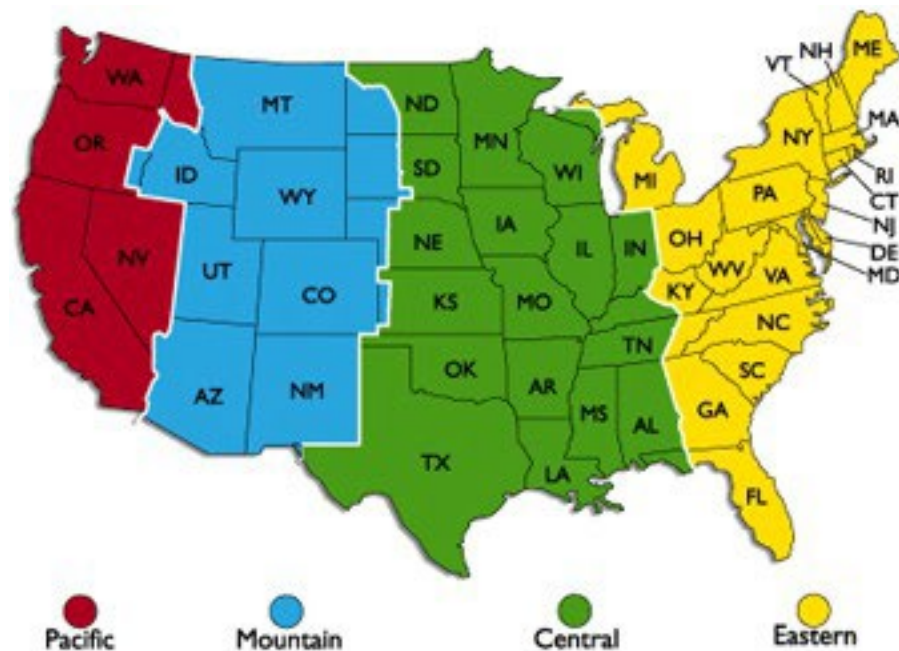 ME
NH
VT
WA
MT
ND
MA
MN
NY
OR
RI
WI
SD
ID
MI
CT
PA
WY
NJ
IA
NE
OH
DE
IL
IN
NV
UT
WV
VA
MD
CO
KY
CA
KS
MO
NC
TN
OK
SC
AZ
NM
AR
GA
MS
AL
TX
LA
FL
Pacific
Mountain
Central
Eastern